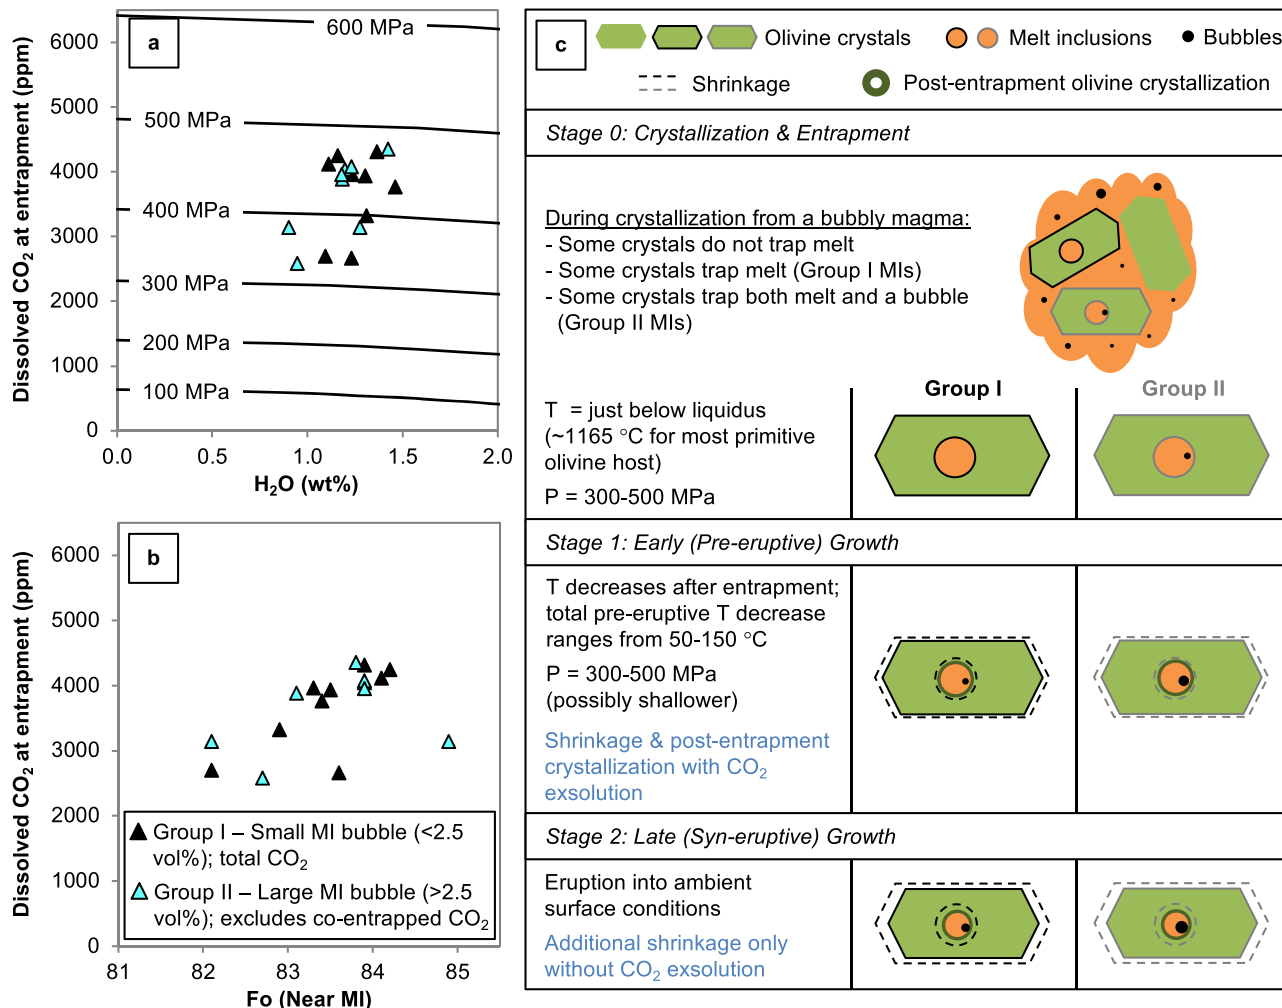 a
600 MPa
500 MPa
400 MPa
300 MPa
200 MPa
100 MPa
6000
5000
4000
3000
2000
1000
0
0.0
0.5
1.0
1.5
2.0
Dissolved CO2 at entrapment (ppm)
H2O (wt%)
b
6000
5000
4000
3000
2000
1000
0
81
82
83
84
85
Dissolved CO2 at entrapment (ppm)
Fo (Near MI)
Group I – Small MI bubble (<2.5
vol%); total CO2
Group II – Large MI bubble (>2.5
vol%); excludes co-entrapped CO2
c
Olivine crystals
Melt inclusions
Bubbles
Shrinkage
Post-entrapment olivine crystallization
Stage 0: Crystallization & Entrapment
During crystallization from a bubbly magma:
- Some crystals do not trap melt
- Some crystals trap melt (Group I MIs)
- Some crystals trap both melt and a bubble
(Group II MIs)
T = just below liquidus
(~1165 °C for most primitive
olivine host)
P = 300-500 MPa
Group I
Group II
Stage 1: Early (Pre-eruptive) Growth
T decreases after entrapment;
total pre-eruptive T decrease
ranges from 50-150 °C
P = 300-500 MPa
(possibly shallower)
Shrinkage & post-entrapment
crystallization with CO2
exsolution
Stage 2: Late (Syn-eruptive) Growth
Eruption into ambient
surface conditions
Additional shrinkage only
without CO2 exsolution